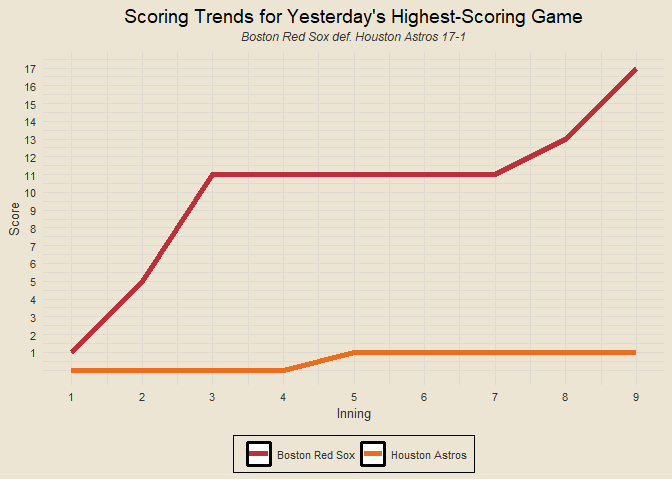 Scoring Trends for Yesterday's Highest-Scoring Game
Boston Red Sox def. Houston Astros 17-1
17
16
15
14
13
12
11
10
9
8
7
6
5
4
3
2
1
Score
1 2 3 4 5 6 7 8 9
Inning
Boston Red Sox Houston Astros